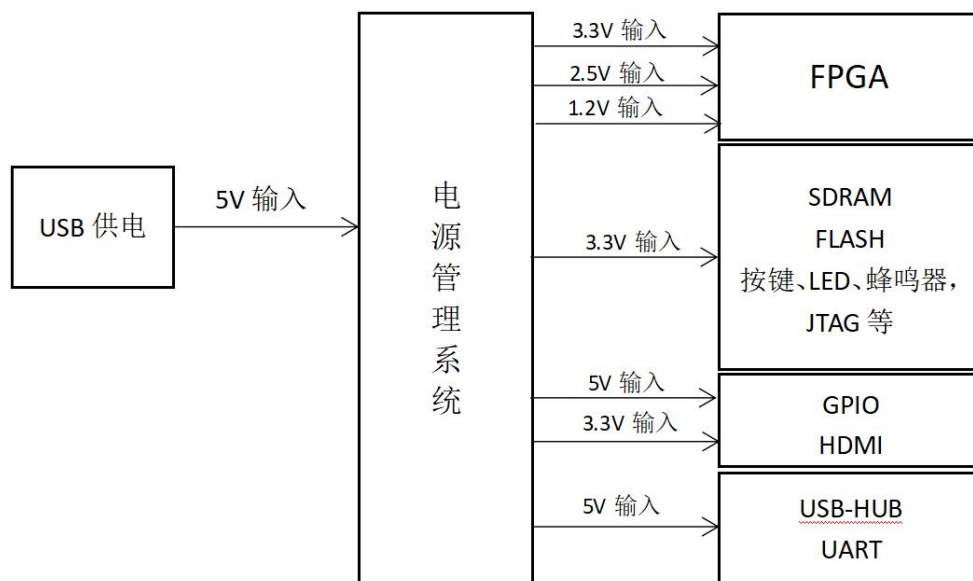 USB 供电
5V 输入
电
源
管
理
系
统
3.3V 输入
2.5V 输入
1.2V 输入
FPGA
3.3V 输入
SDRAM
FLASH
按键、LED、蜂鸣器，
JTAG 等
5V 输入
3.3V 输入
GPIO
HDMI
5V 输入
USB-HUB
UART